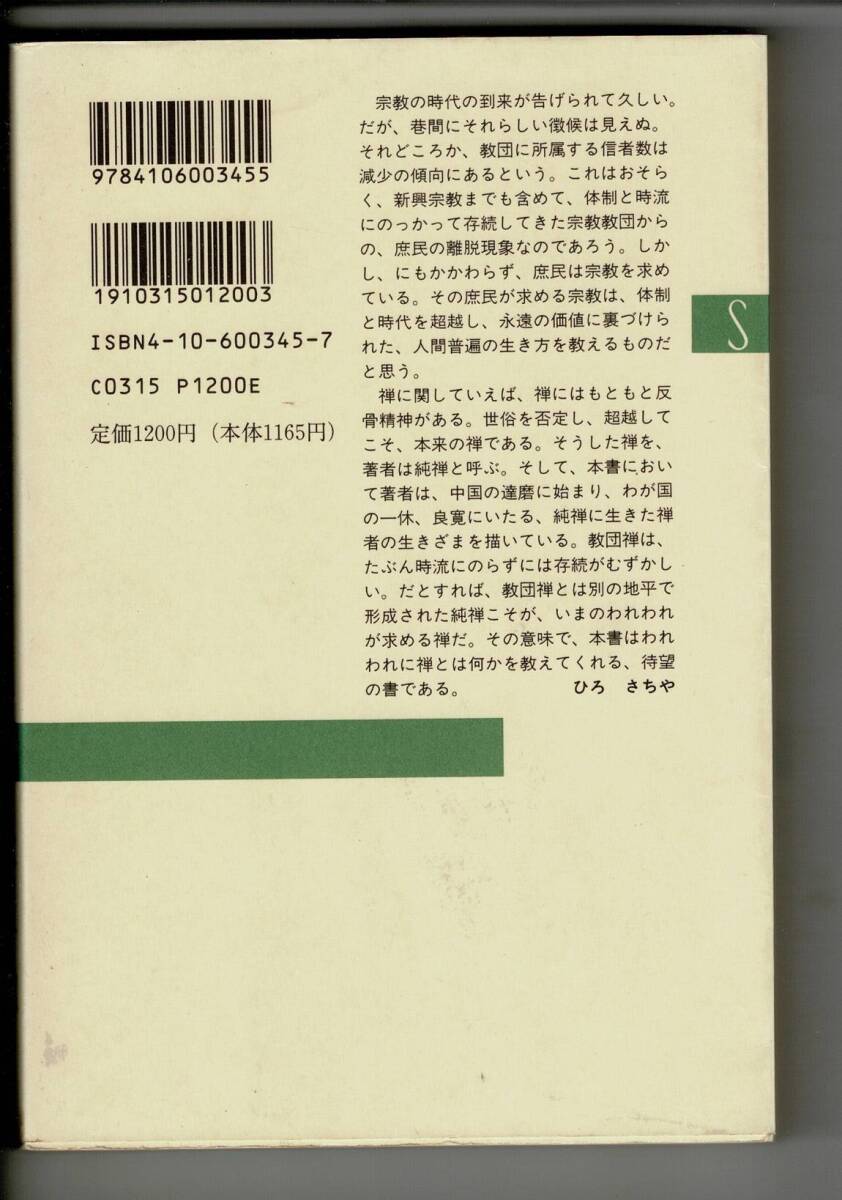 9784106003455
1910315012003
ISBN4-10-600345-7
C0315 P1200E
定価1200円（本体1165円）
宗教の時代の到来が告げられて久しい。
だが、巷間にそれらしい徴候は見えぬ。
それどころか、教団に所属する信者数は
減少の傾向にあるという。これはおそら
く、新興宗教までも含めて、体制と時流
にのっかって存続してきた宗教教団から
の、庶民の離脱現象なのであろう。しか
し、にもかかわらず、庶民は宗教を求め
ている。その庶民が求める宗教は、体制
と時代を超越し、永遠の価値に裏づけら
れた、人間普遍の生き方を教えるものだ
と思う。
禅に関していえば、禅にはもともと反
骨精神がある。世俗を否定し、超越して
こそ、本来の禅である。そうした禅を、
著者は純禅と呼ぶ。そして、本書におい
て著者は、中国の達磨に始まり、わが国
の一休、良寛にいたる、純禅に生きた禅
者の生きざまを描いている。教団禅は、
たぶん時流にのらずには存続がむずかし
い。だとすれば、教団禅とは別の地平で
形成された純禅こそが、いまのわれわれ
が求める禅だ。その意味で、本書はわれ
われに禅とは何かを教えてくれる、待望
の書である。 ひろ さちや
S